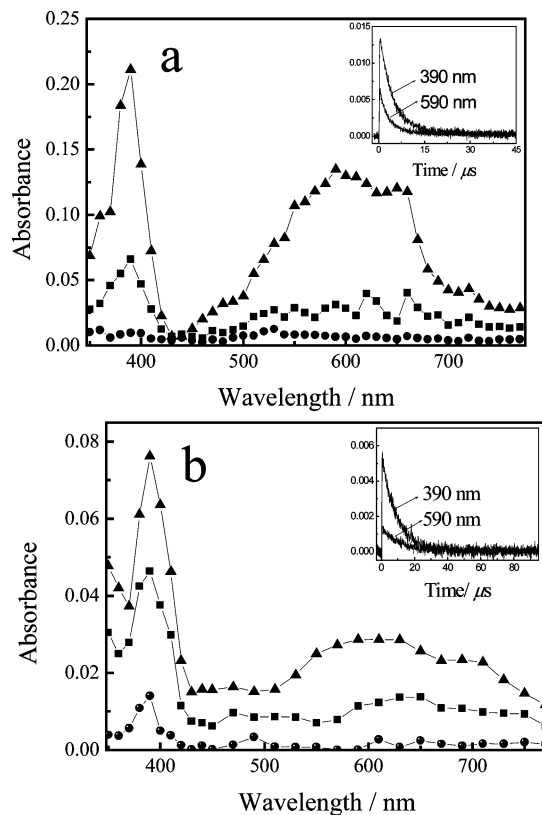 a
0.25
0.20
0.15
0.10
0.05
0.00
Absorbance
400 500 600 700
Wavelength / nm
0.015
0.010
0.005
0.000
390 nm
590 nm
0 15 30 45
Time / μs
b
0.08
0.06
0.04
0.02
0.00
Absorbance
400 500 600 700
Wavelength / nm
0.006
0.004
0.002
0.000
390 nm
590 nm
0 20 40 60 80
Time/ μs